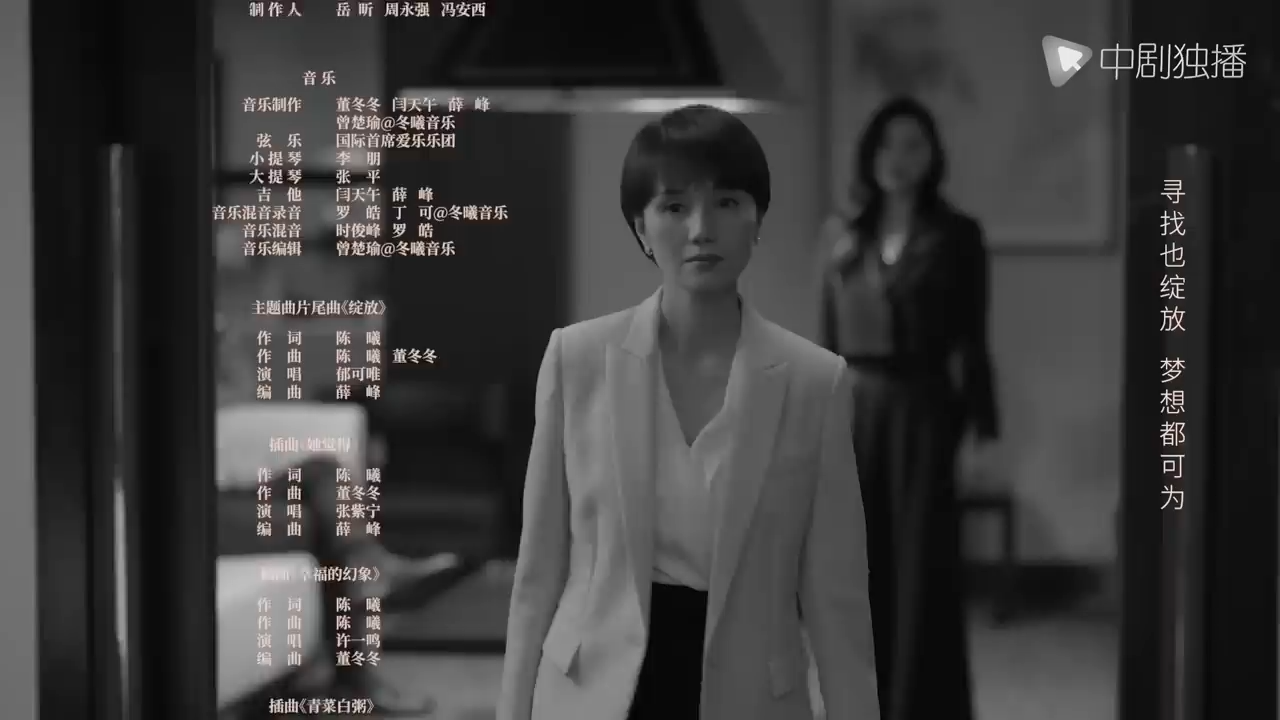 制作人 岳昕 周永强 冯安西
音乐
音乐制作 董冬冬 闫天午 薛峰
曾楚瑜@冬曦音乐
弦乐 国际首席爱乐乐团
小提琴 李朋
大提琴 张平
吉他 闫天午 薛峰
音乐混音录音 罗皓 丁可@冬曦音乐
音乐混音 时俊峰 罗皓
音乐编辑 曾楚瑜@冬曦音乐
主题曲片尾曲《绽放》
作词 陈曦
作曲 陈曦 董冬冬
演唱 郁可唯
编曲 薛峰
插曲《她觉得》
作词 陈曦
作曲 董冬冬
演唱 张紫宁
编曲 薛峰
插曲《幸福的幻象》
作词 陈曦
作曲 陈曦
演唱 许一鸣
编曲 董冬冬
插曲《青菜白粥》
中剧独播
寻找也绽放 梦想都可为